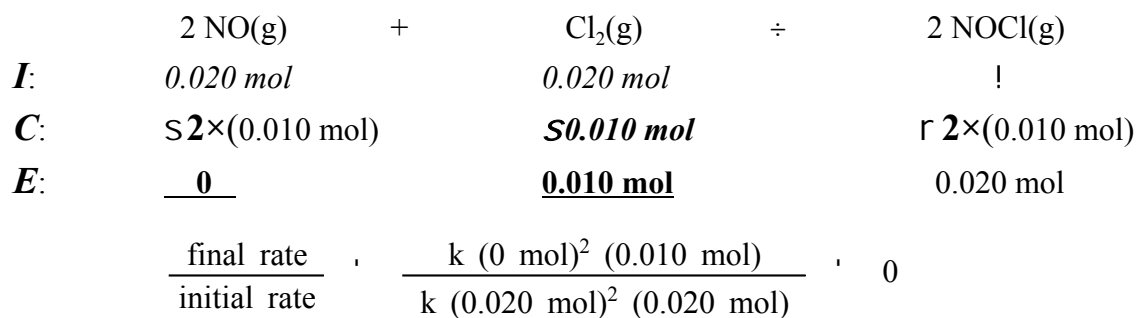 2 NO(g) + Cl₂(g) ÷ 2 NOCl(g)
I: 0.020 mol 0.020 mol !
C: S 2×(0.010 mol) S0.010 mol r 2×(0.010 mol)
E: 0 0.010 mol 0.020 mol
final rate / initial rate ' k (0 mol)² (0.010 mol) / k (0.020 mol)² (0.020 mol) ' 0